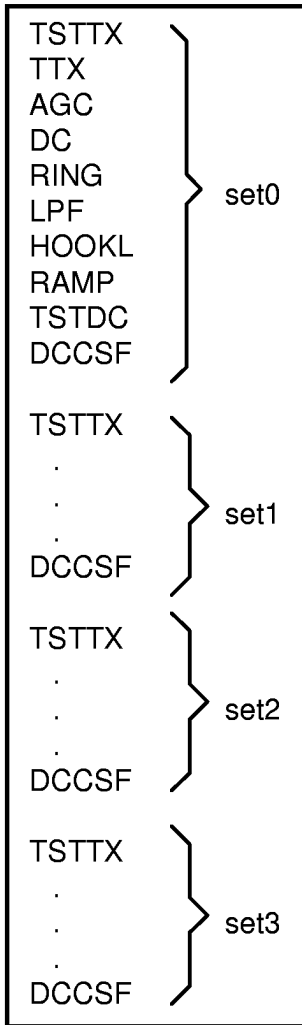 TSTTX
TTX
AGC
DC
RING
LPF
HOOKL
RAMP
TSTDC
DCCSF
set0
TSTTX
.
.
.
DCCSF
set1
TSTTX
.
.
.
DCCSF
set2
TSTTX
.
.
.
DCCSF
set3